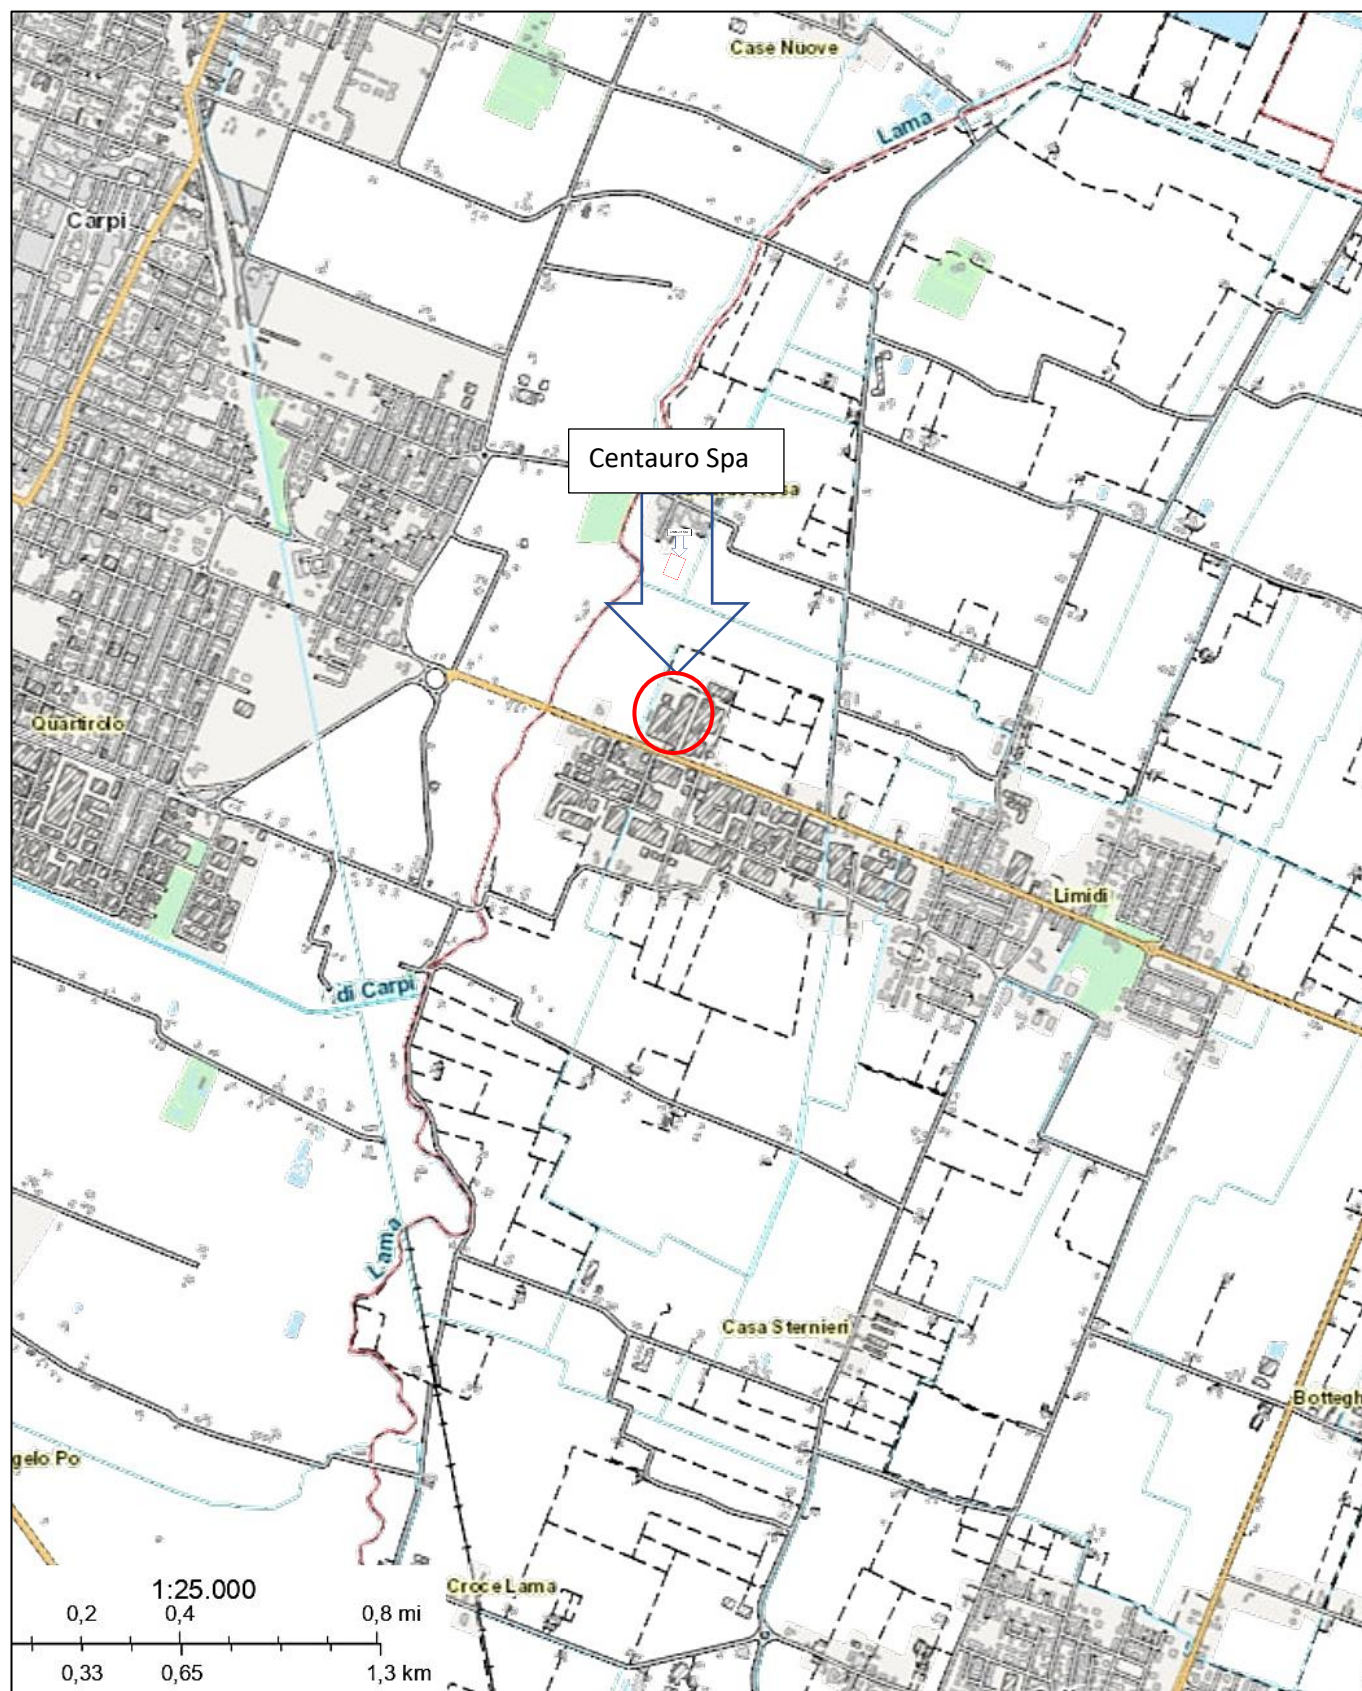 Case Nuove
Lama
Carpi
Centauro Spa
Quartirolo
Limidi
di Carpi
Lama
Casa Sternieri
Bottegh
gelo Po
Croce Lama
1:25.000
0,2 0,4 0,8 mi
0,33 0,65 1,3 km